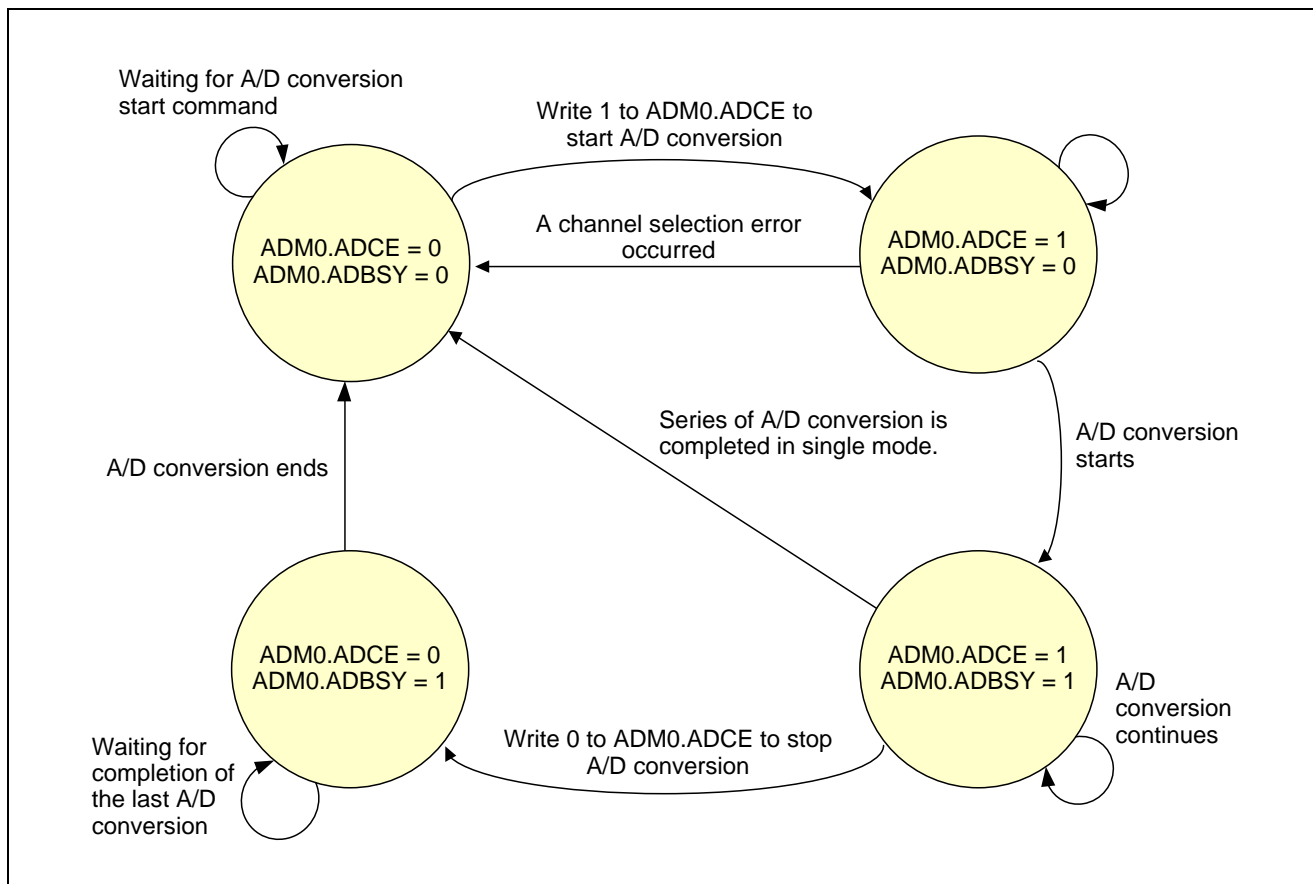 Waiting for A/D conversion
start command
Write 1 to ADM0.ADCE to
start A/D conversion
A channel selection error
occurred
ADM0.ADCE = 0
ADM0.ADBSY = 0
ADM0.ADCE = 1
ADM0.ADBSY = 0
Series of A/D conversion is
completed in single mode.
A/D conversion
starts
A/D conversion ends
ADM0.ADCE = 0
ADM0.ADBSY = 1
ADM0.ADCE = 1
ADM0.ADBSY = 1
A/D
conversion
continues
Write 0 to ADM0.ADCE to stop
A/D conversion
Waiting for
completion of
the last A/D
conversion